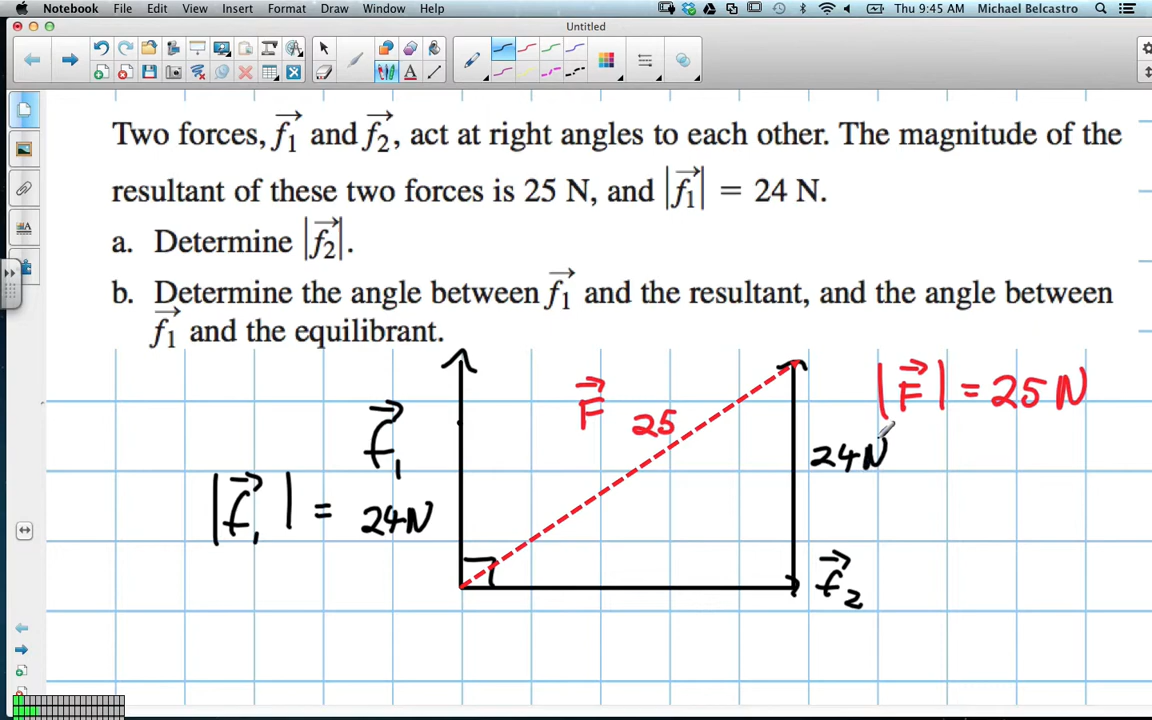 Notebook File Edit View Insert Format Draw Window Help Thu 9:45 AM Michael Belcastro
Untitled
Two forces, f₁ and f₂, act at right angles to each other. The magnitude of the
resultant of these two forces is 25 N, and |f₁| = 24 N.
a. Determine |f₂|.
b. Determine the angle between f₁ and the resultant, and the angle between
f₁ and the equilibrant.
F 25
|F| = 25 N
f₁
24N
|f₁| = 24N
f₂